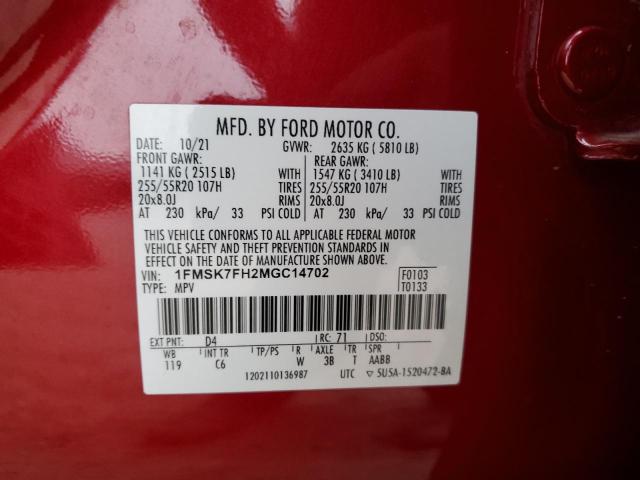 MFD. BY FORD MOTOR CO.
DATE: 10/21 GVWR: 2635 KG ( 5810 LB)
FRONT GAWR: REAR GAWR:
1141 KG ( 2515 LB) WITH 1547 KG ( 3410 LB) WITH
255/55R20 107H TIRES 255/55R20 107H TIRES
20x8.0J RIMS 20x8.0J RIMS
AT 230 kPa/ 33 PSI COLD AT 230 kPa/ 33 PSI COLD
THIS VEHICLE CONFORMS TO ALL APPLICABLE FEDERAL MOTOR
VEHICLE SAFETY AND THEFT PREVENTION STANDARDS IN
EFFECT ON THE DATE OF MANUFACTURE SHOWN ABOVE.
VIN: 1FMSK7FH2MGC14702 F0103
TYPE: MPV T0133
EXT PNT: D4 RC: 71 DSO:
WB INT TR TP/PS R AXLE TR SPR
119 C6 W 3B T AABB
1202110136987 UTC ▽ 5U5A-1520472-BA